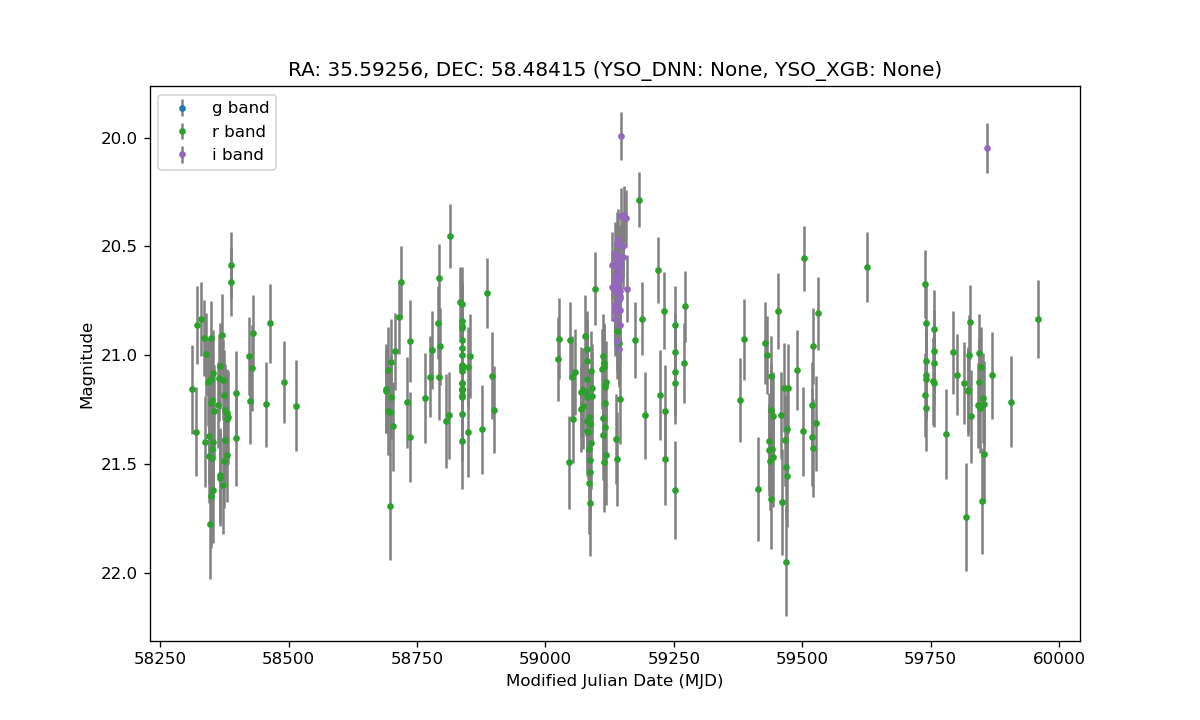 RA: 35.59256, DEC: 58.48415 (YSO_DNN: None, YSO_XGB: None)
g band
r band
i band
20.0
20.5
21.0
21.5
22.0
Magnitude
58250 58500 58750 59000 59250 59500 59750 60000
Modified Julian Date (MJD)